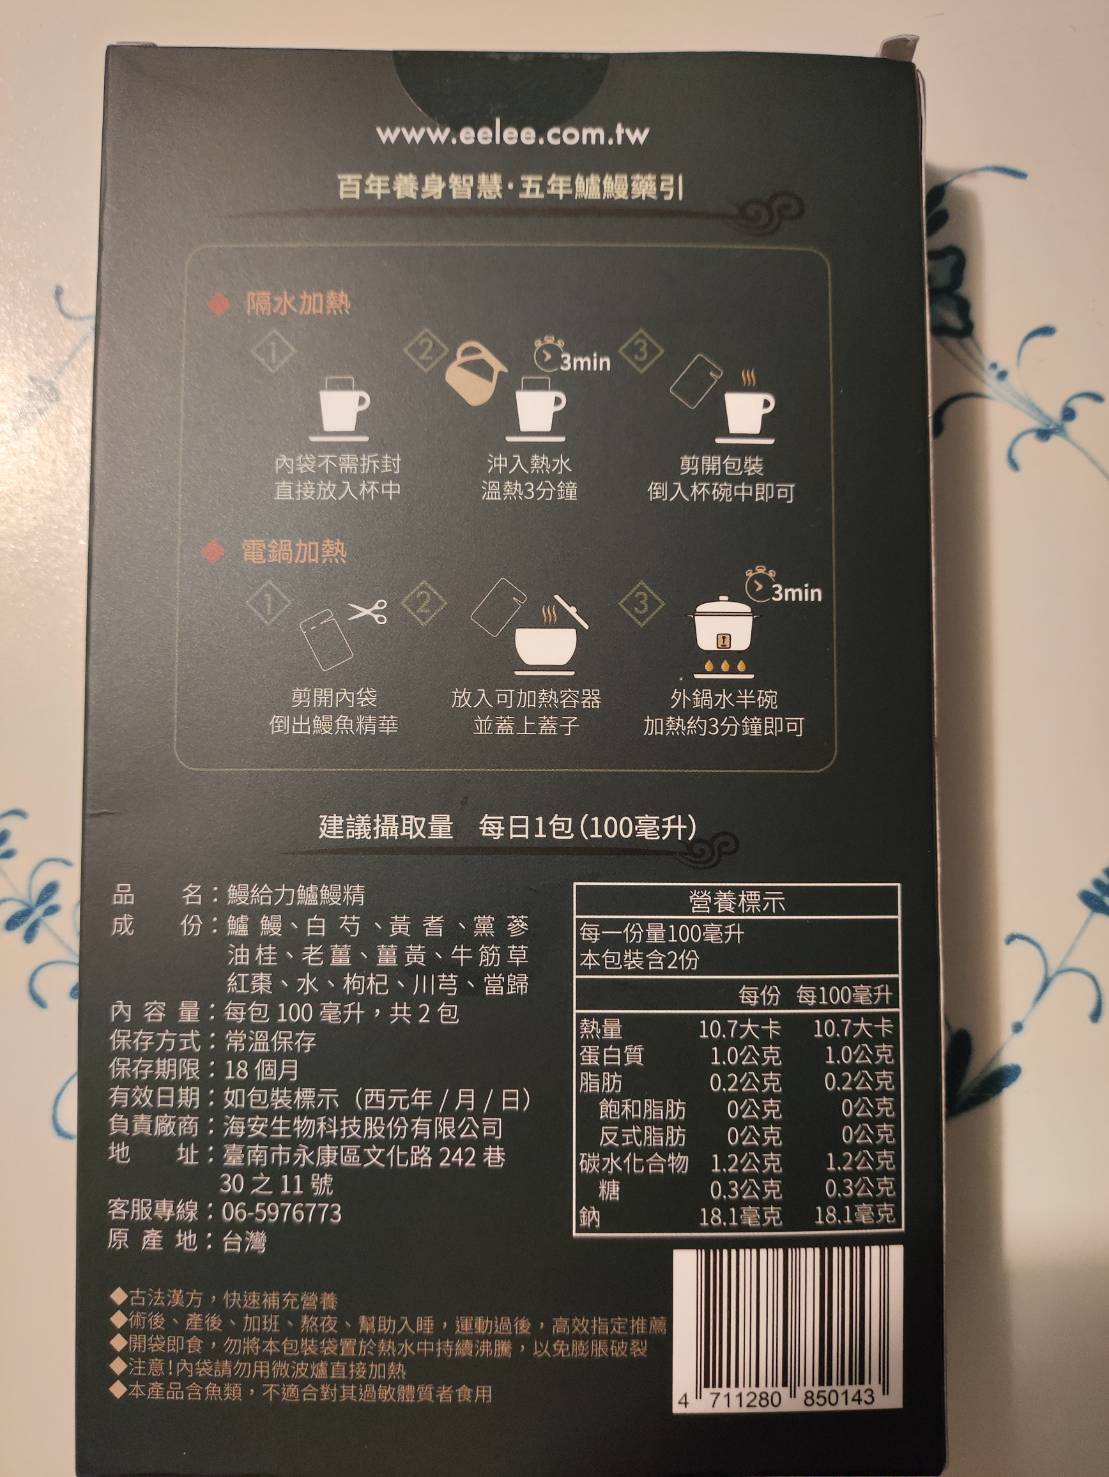 www.eelee.com.tw
百年養身智慧·五年鱸鰻藥引
隔水加熱
1
2
3min
3
內袋不需拆封
直接放入杯中
沖入熱水
溫熱3分鐘
剪開包裝
倒入杯碗中即可
電鍋加熱
1
2
3
3min
剪開內袋
倒出鰻魚精華
放入可加熱容器
並蓋上蓋子
外鍋水半碗
加熱約3分鐘即可
建議攝取量 每日1包(100毫升)
品名:鰻給力鱸鰻精
成份:鱸鰻、白芍、黃耆、黨蔘
油桂、老薑、薑黃、牛筋草
紅棗、水、枸杞、川芎、當歸
內容量:每包100毫升,共2包
保存方式:常溫保存
保存期限:18個月
有效日期:如包裝標示(西元年/月/日)
負責廠商:海安生物科技股份有限公司
地址:臺南市永康區文化路242巷
30之11號
客服專線:06-5976773
原產地:台灣
營養標示
每一份量100毫升
本包裝含2份
每份 每100毫升
熱量 10.7大卡 10.7大卡
蛋白質 1.0公克 1.0公克
脂肪 0.2公克 0.2公克
飽和脂肪 0公克 0公克
反式脂肪 0公克 0公克
碳水化合物 1.2公克 1.2公克
糖 0.3公克 0.3公克
鈉 18.1毫克 18.1毫克
◆古法漢方,快速補充營養
◆術後、產後、加班、熬夜、幫助入睡,運動過後,高效指定推薦
◆開袋即食,勿將本包裝袋置於熱水中持續沸騰,以免膨脹破裂
◆注意!內袋請勿用微波爐直接加熱
◆本產品含魚類,不適合對其過敏體質者食用
4 711280 850143